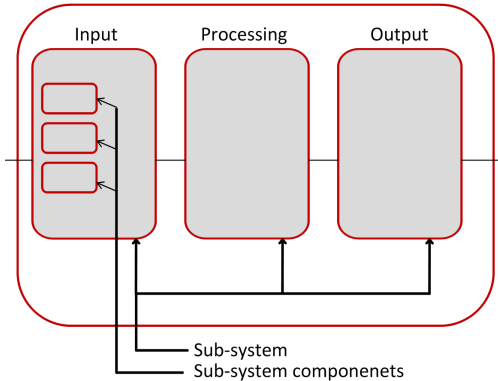 Input
Processing
Output
Sub-system
Sub-system componenets